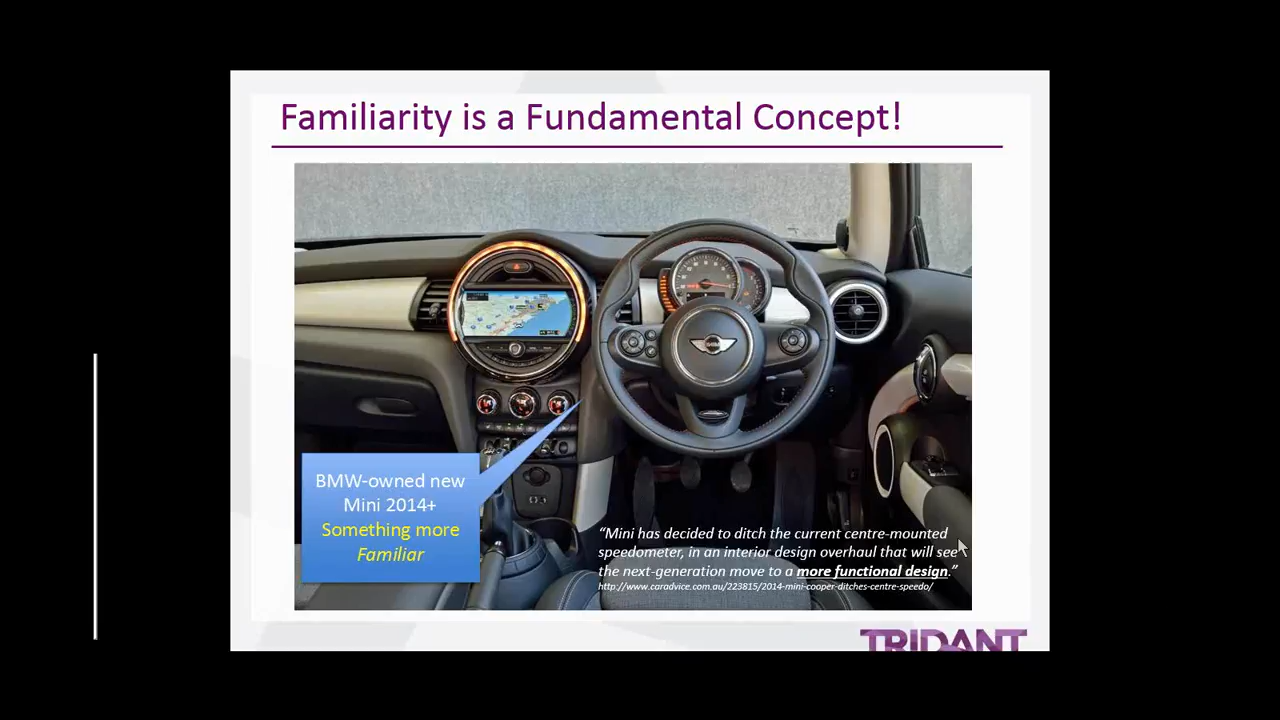 Familiarity is a Fundamental Concept!
BMW-owned new
Mini 2014+
Something more
Familiar
“Mini has decided to ditch the current centre-mounted
speedometer, in an interior design overhaul that will see
the next-generation move to a more functional design.”
http://www.caradvice.com.au/223815/2014-mini-cooper-ditches-centre-speedo/
TRIDANT